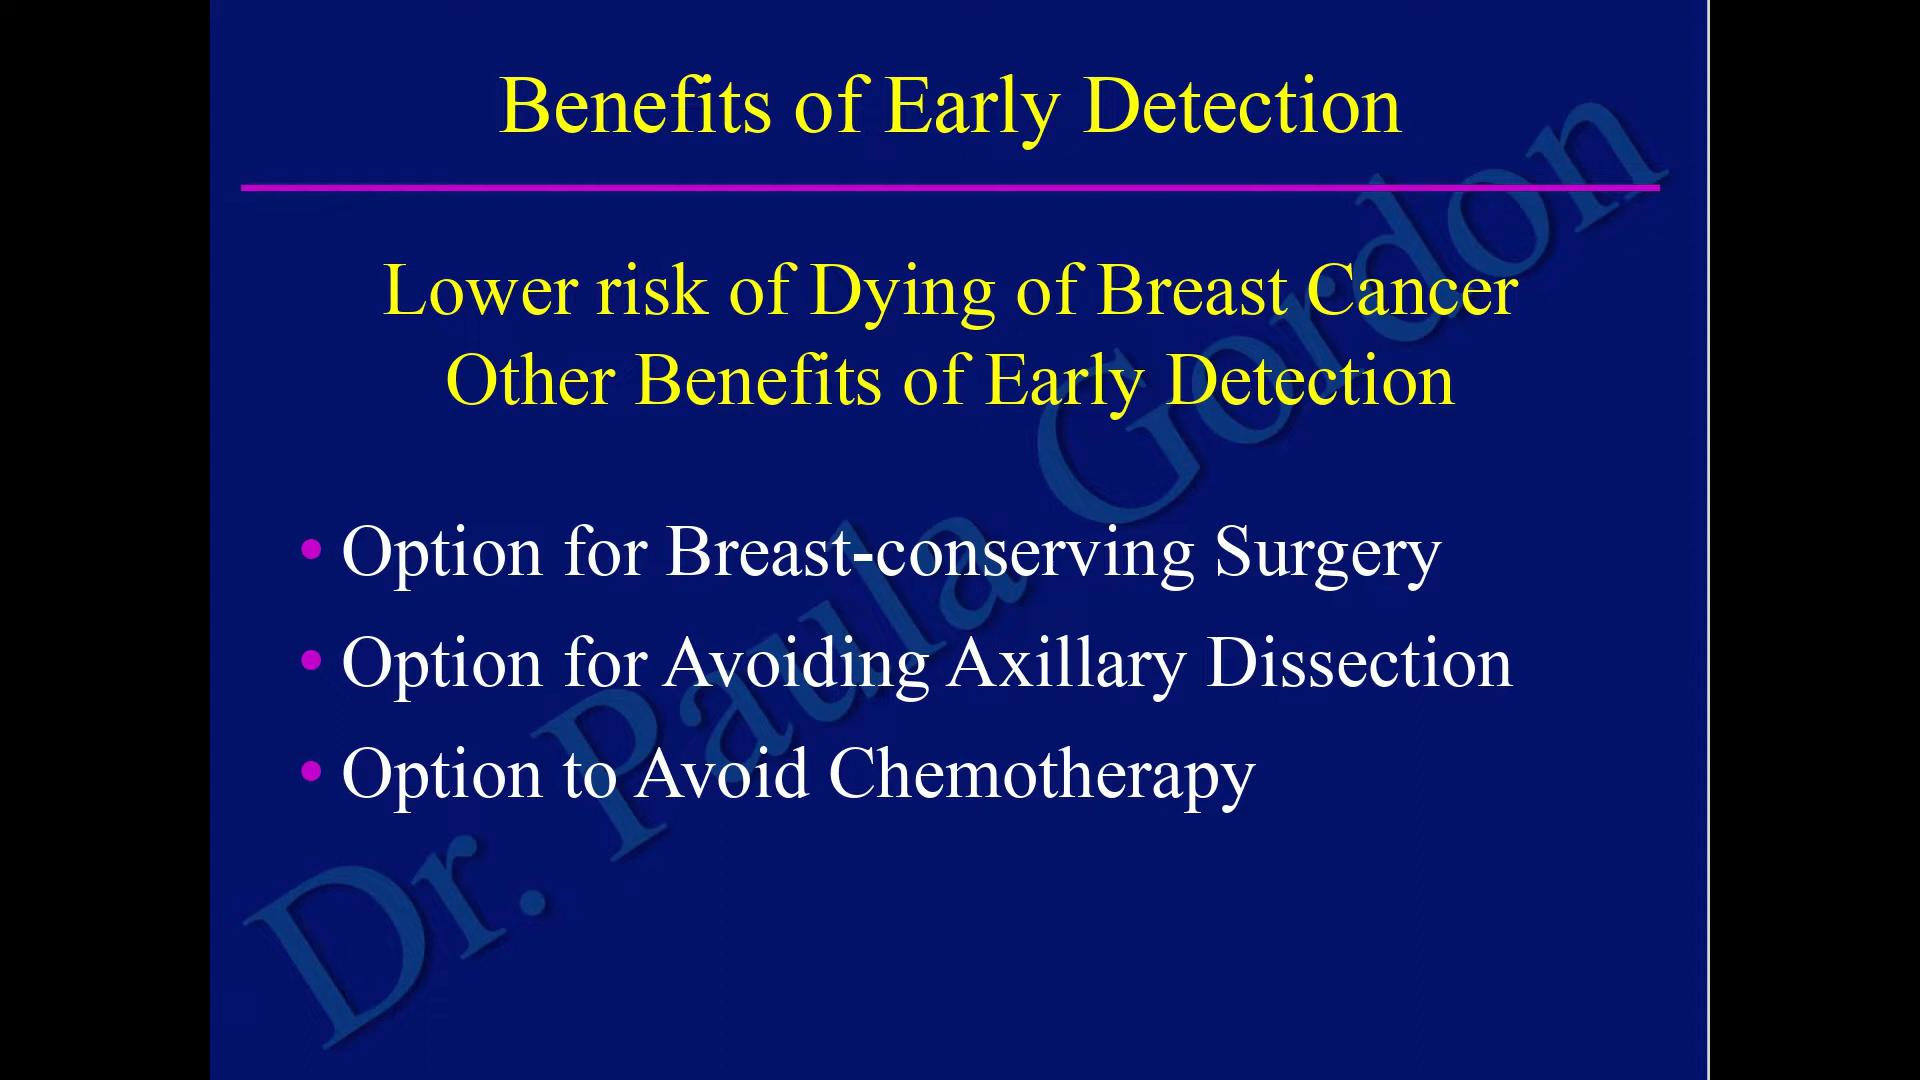 Benefits of Early Detection
Lower risk of Dying of Breast Cancer
Other Benefits of Early Detection
• Option for Breast-conserving Surgery
• Option for Avoiding Axillary Dissection
• Option to Avoid Chemotherapy
Dr. Paula Gordon